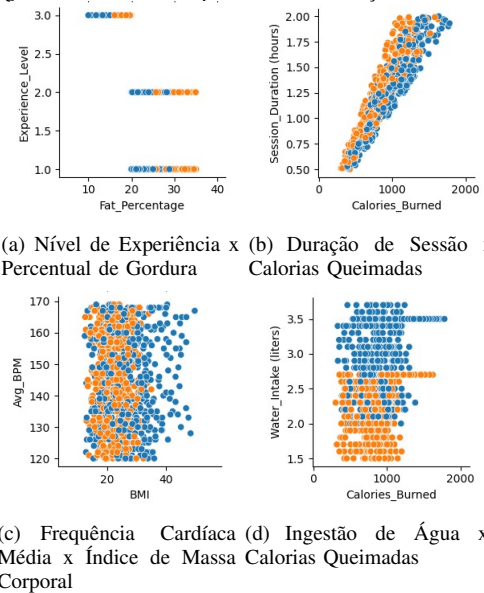 3.0
2.5
2.0
1.5
1.0
Experience_Level
10 20 30 40
Fat_Percentage
2.00
1.75
1.50
1.25
1.00
0.75
0.50
Session_Duration (hours)
0 1000 2000
Calories_Burned
(a) Nível de Experiência x
Percentual de Gordura
(b) Duração de Sessão
Calorias Queimadas
170
160
150
140
130
120
Avg_BPM
20 40
BMI
3.5
3.0
2.5
2.0
1.5
Water_Intake (liters)
0 1000 2000
Calories_Burned
(c) Frequência Cardíaca
Média x Índice de Massa
Corporal
(d) Ingestão de Água x
Calorias Queimadas